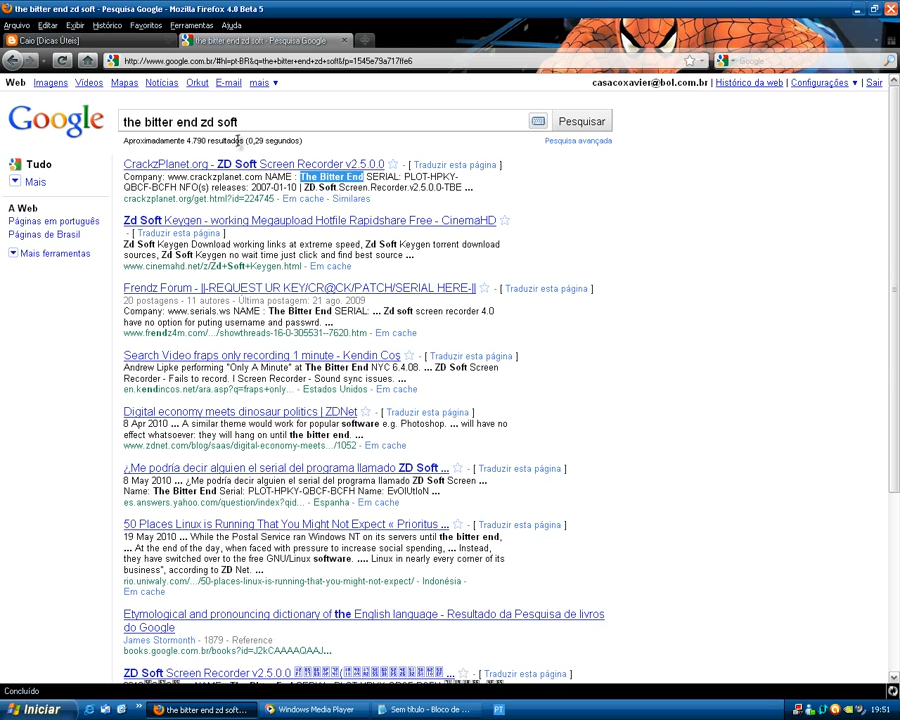 the bitter end zd soft - Pesquisa Google - Mozilla Firefox 4.0 Beta 5
Arquivo Editar Exibir Histórico Favoritos Ferramentas Ajuda
Caio [Dicas Úteis]
the bitter end zd soft - Pesquisa Google
http://www.google.com.br/#hl=pt-BR&q=the+bitter+end+zd+soft&fp=1545e79a717ffe6
Google
Web Imagens Vídeos Mapas Notícias Orkut E-mail mais ▼
casacoxavier@bol.com.br | Histórico da web | Configurações ▼ | Sair
Google
the bitter end zd soft
Pesquisar
Aproximadamente 4.790 resultados (0,29 segundos)
Pesquisa avançada
Tudo
Mais
A Web
Páginas em português
Páginas de Brasil
Mais ferramentas
CrackzPlanet.org - ZD Soft Screen Recorder v2.5.0.0 - [ Traduzir esta página ]
Company: www.crackzplanet.com NAME : The Bitter End SERIAL: PLOT-HPKY-
QBCF-BCFH NFO(s) releases: 2007-01-10 | ZD.Soft.Screen.Recorder.v2.5.0.0-TBE ...
crackzplanet.org/get.html?id=224745 - Em cache - Similares
Zd Soft Keygen - working Megaupload Hotfile Rapidshare Free - CinemaHD
- [ Traduzir esta página ]
Zd Soft Keygen Download working links at extreme speed, Zd Soft Keygen torrent download
sources, Zd Soft Keygen no wait time just click and find best source ...
www.cinemahd.net/z/Zd+Soft+Keygen.html - Em cache
Frendz Forum - ||-REQUEST UR KEY/CR@CK/PATCH/SERIAL HERE-|| - [ Traduzir esta página ]
20 postagens - 11 autores - Última postagem: 21 ago. 2009
Company: www.serials.ws NAME : The Bitter End SERIAL: ... Zd soft screen recorder 4.0
have no option for puting username and passwrd. ...
www.frendz4m.com/.../showthreads-16-0-305531--7620.htm - Em cache
Search Video fraps only recording 1 minute - Kendin Coş - [ Traduzir esta página ]
Andrew Lipke performing "Only A Minute" at The Bitter End NYC 6.4.08. ... ZD Soft Screen
Recorder - Fails to record. I Screen Recorder - Sound sync issues. ...
en.kendincos.net/ara.asp?q=fraps+only... - Estados Unidos - Em cache
Digital economy meets dinosaur politics | ZDNet - [ Traduzir esta página ]
8 Apr 2010 ... A similar theme would work for popular software e.g. Photoshop. ... will have no
effect whatsoever: they will hang on until the bitter end. ...
www.zdnet.com/blog/saas/digital-economy-meets.../1052 - Em cache
¿Me podría decir alguien el serial del programa llamado ZD Soft ... - [ Traduzir esta página ]
8 May 2010 ... ¿Me podría decir alguien el serial del programa llamado ZD Soft Screen ...
Name: The Bitter End Serial: PLOT-HPKY-QBCF-BCFH Name: EvOlUtIoN ...
es.answers.yahoo.com/question/index?qid... - Espanha - Em cache
50 Places Linux is Running That You Might Not Expect « Prioritus ... - [ Traduzir esta página ]
19 May 2010 ... While the Postal Service ran Windows NT on its servers until the bitter end,
... At the end of the day, when faced with pressure to increase social spending, ... Instead,
they have switched over to the free GNU/Linux software. .... Linux in nearly every corner of its
business", according to ZD Net. ...
rio.uniwaly.com/.../50-places-linux-is-running-that-you-might-not-expect/ - Indonésia -
Em cache
Etymological and pronouncing dictionary of the English language - Resultado da Pesquisa de livros
do Google
James Stormonth - 1879 - Reference
books.google.com.br/books?id=J2kCAAAAQAAJ...
ZD Soft Screen Recorder v2.5.0.0 ... - [ Traduzir esta página ]
Concluído
Iniciar
the bitter end zd soft...
Windows Media Player
Sem título - Bloco de ...
PT
19:51